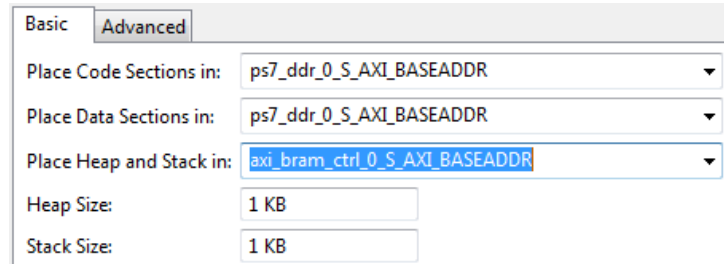 Basic Advanced
Place Code Sections in: ps7_ddr_0_S_AXI_BASEADDR
Place Data Sections in: ps7_ddr_0_S_AXI_BASEADDR
Place Heap and Stack in: axi_bram_ctrl_0_S_AXI_BASEADDR
Heap Size: 1 KB
Stack Size: 1 KB